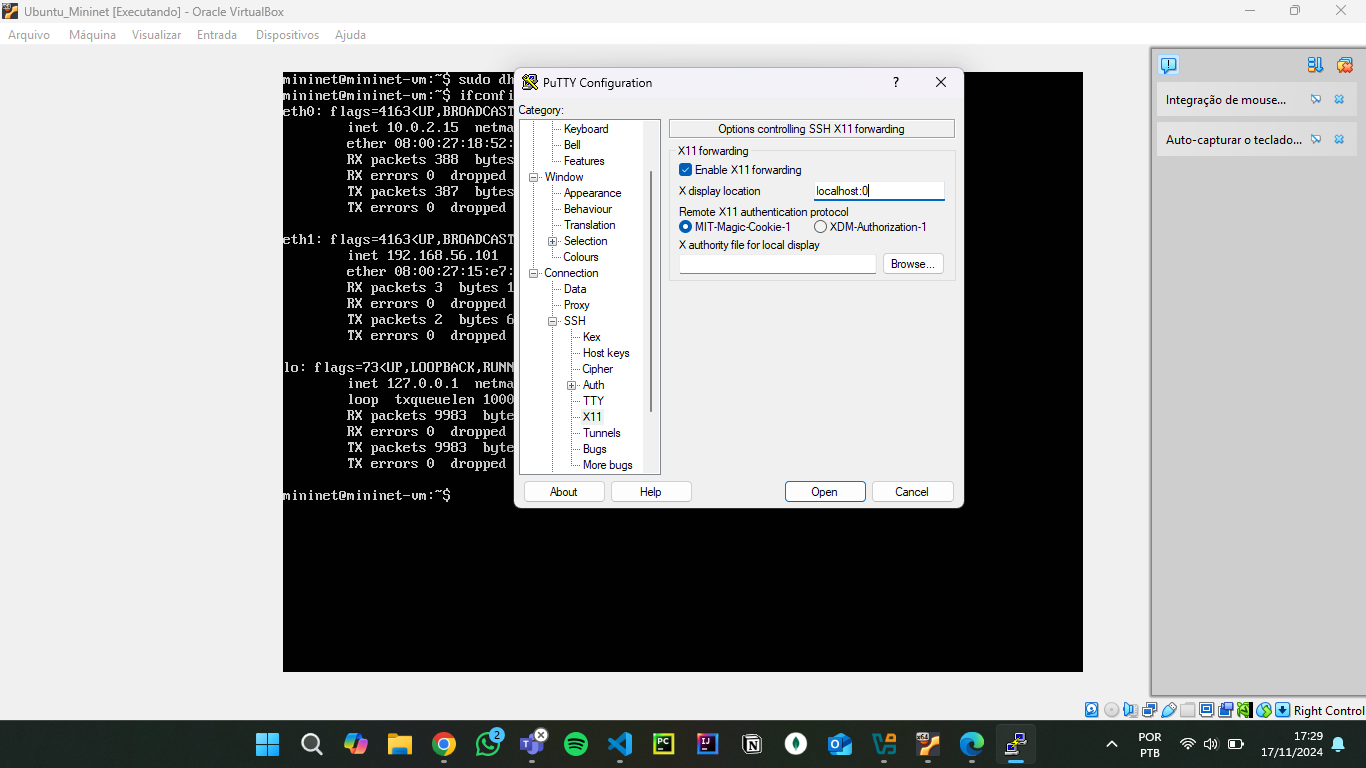 Ubuntu_Mininet [Executando] - Oracle VirtualBox
Arquivo Máquina Visualizar Entrada Dispositivos Ajuda
mininet@mininet-vm:~$ sudo dh
mininet@mininet-vm:~$ ifconfi
eth0: flags=4163<UP,BROADCAST
inet 10.0.2.15 netma
ether 08:00:27:18:52:
RX packets 388 bytes
RX errors 0 dropped
TX packets 387 bytes
TX errors 0 dropped
eth1: flags=4163<UP,BROADCAST
inet 192.168.56.101
ether 08:00:27:15:e7:
RX packets 3 bytes 1
RX errors 0 dropped
TX packets 2 bytes 6
TX errors 0 dropped
lo: flags=73<UP,LOOPBACK,RUNN
inet 127.0.0.1 netma
loop txqueuelen 1000
RX packets 9983 byte
RX errors 0 dropped
TX packets 9983 byte
TX errors 0 dropped
mininet@mininet-vm:~$
PuTTY Configuration
?
Category:
Keyboard
Bell
Features
Window
Appearance
Behaviour
Translation
Selection
Colours
Connection
Data
Proxy
SSH
Kex
Host keys
Cipher
Auth
TTY
X11
Tunnels
Bugs
More bugs
Options controlling SSH X11 forwarding
X11 forwarding
Enable X11 forwarding
X display location localhost:0
Remote X11 authentication protocol
MIT-Magic-Cookie-1 XDM-Authorization-1
X authority file for local display
Browse...
About Help Open Cancel
Integração de mouse...
Auto-capturar o teclado...
Right Control
2
PC
IJ
POR
PTB
17:29
17/11/2024